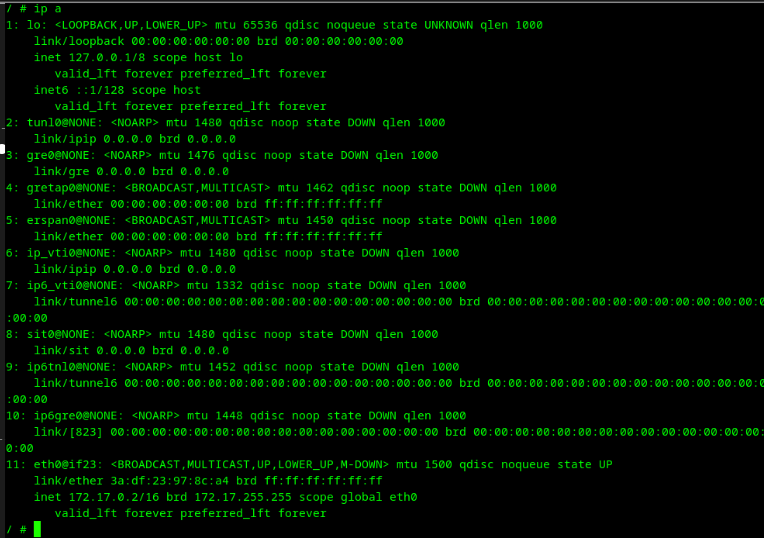 / # ip a
1: lo: <LOOPBACK,UP,LOWER_UP> mtu 65536 qdisc noqueue state UNKNOWN qlen 1000
    link/loopback 00:00:00:00:00:00 brd 00:00:00:00:00:00
    inet 127.0.0.1/8 scope host lo
       valid_lft forever preferred_lft forever
    inet6 ::1/128 scope host
       valid_lft forever preferred_lft forever
2: tunl0@NONE: <NOARP> mtu 1480 qdisc noop state DOWN qlen 1000
    link/ipip 0.0.0.0 brd 0.0.0.0
3: gre0@NONE: <NOARP> mtu 1476 qdisc noop state DOWN qlen 1000
    link/gre 0.0.0.0 brd 0.0.0.0
4: gretap0@NONE: <BROADCAST,MULTICAST> mtu 1462 qdisc noop state DOWN qlen 1000
    link/ether 00:00:00:00:00:00 brd ff:ff:ff:ff:ff:ff
5: erspan0@NONE: <BROADCAST,MULTICAST> mtu 1450 qdisc noop state DOWN qlen 1000
    link/ether 00:00:00:00:00:00 brd ff:ff:ff:ff:ff:ff
6: ip_vti0@NONE: <NOARP> mtu 1480 qdisc noop state DOWN qlen 1000
    link/ipip 0.0.0.0 brd 0.0.0.0
7: ip6_vti0@NONE: <NOARP> mtu 1332 qdisc noop state DOWN qlen 1000
    link/tunnel6 00:00:00:00:00:00:00:00:00:00:00:00:00:00:00:00 brd 00:00:00:00:00:00:00:00:00:00:00:00:00:0
:00:00
8: sit0@NONE: <NOARP> mtu 1480 qdisc noop state DOWN qlen 1000
    link/sit 0.0.0.0 brd 0.0.0.0
9: ip6tnl0@NONE: <NOARP> mtu 1452 qdisc noop state DOWN qlen 1000
    link/tunnel6 00:00:00:00:00:00:00:00:00:00:00:00:00:00:00:00 brd 00:00:00:00:00:00:00:00:00:00:00:00:00:0
:00:00
10: ip6gre0@NONE: <NOARP> mtu 1448 qdisc noop state DOWN qlen 1000
    link/[823] 00:00:00:00:00:00:00:00:00:00:00:00:00:00:00:00 brd 00:00:00:00:00:00:00:00:00:00:00:00:00:00:
0:00
11: eth0@if23: <BROADCAST,MULTICAST,UP,LOWER_UP,M-DOWN> mtu 1500 qdisc noqueue state UP
    link/ether 3a:df:23:97:8c:a4 brd ff:ff:ff:ff:ff:ff
    inet 172.17.0.2/16 brd 172.17.255.255 scope global eth0
       valid_lft forever preferred_lft forever
/ #